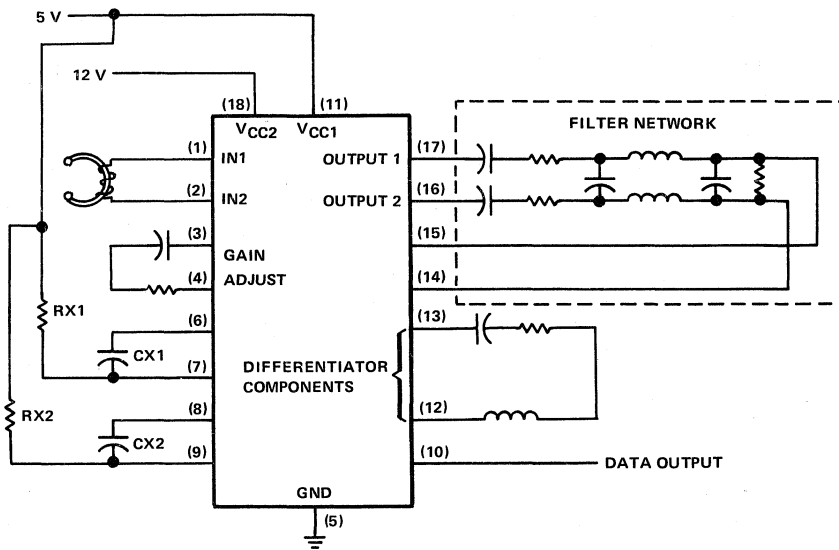 5 V
12 V
(18)
(11)
VCC2
VCC1
FILTER NETWORK
(1)
IN1
OUTPUT 1
(17)
(2)
IN2
OUTPUT 2
(16)
(3)
GAIN
(15)
(4)
ADJUST
(14)
RX1
(6)
(13)
CX1
(7)
DIFFERENTIATOR
COMPONENTS
RX2
(8)
(12)
CX2
(9)
(10)
DATA OUTPUT
GND
(5)